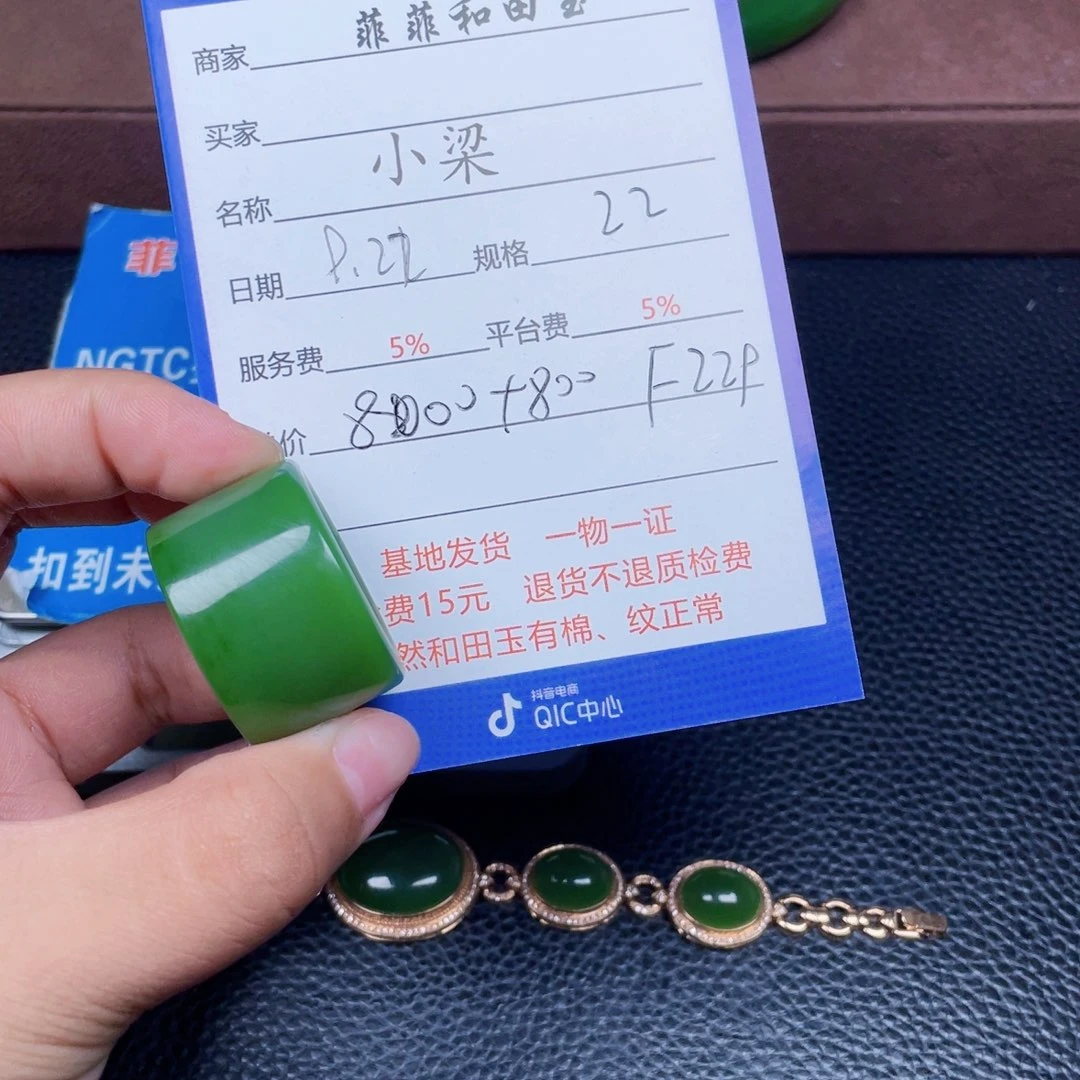 商家 菲菲和田玉
买家
小梁
名称
日期 规格 22
服务费 5% 平台费 5%
价 8000+800
基地发货 一物一证
费15元 退货不退质检费
然和田玉有棉、纹正常
抖音电商
QIC中心
菲
NGTC
扣到未